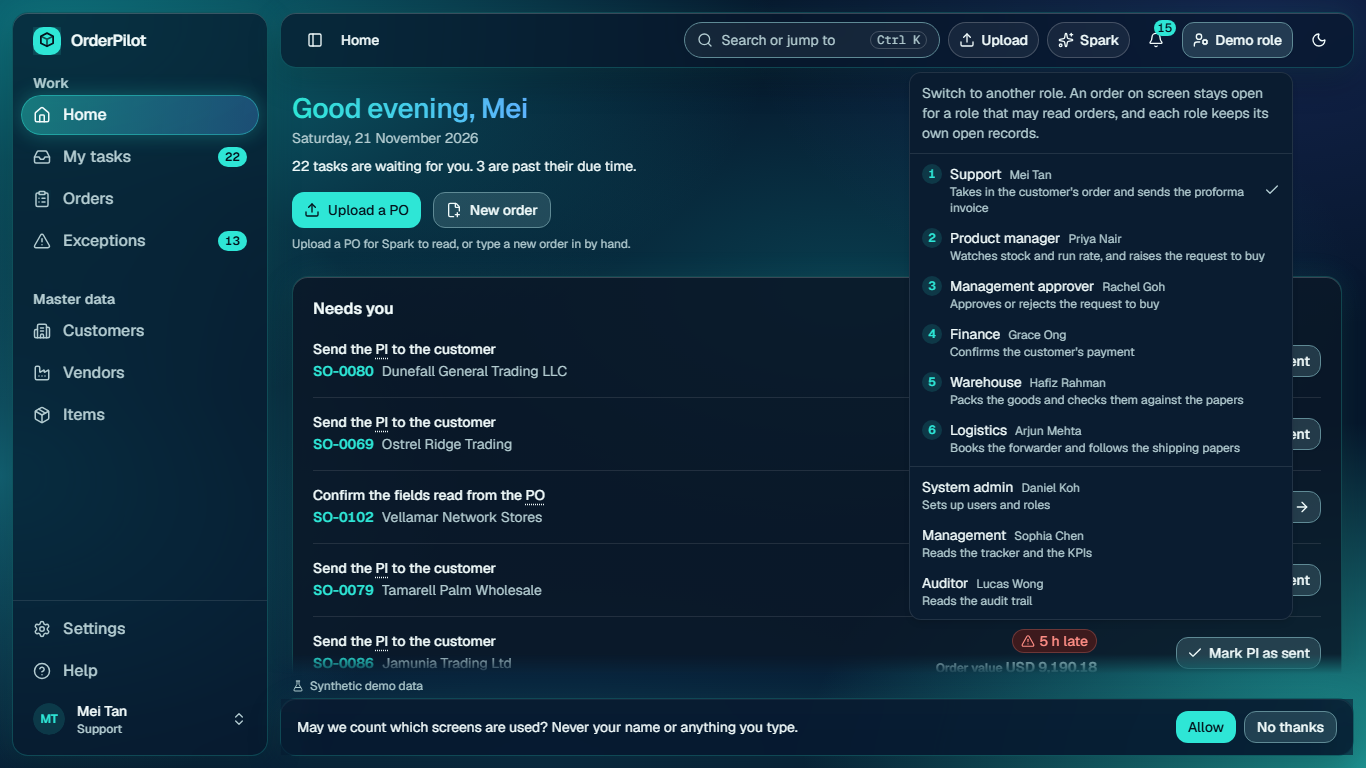 OrderPilot
Work
Home
My tasks 22
Orders
Exceptions 13
Master data
Customers
Vendors
Items
Settings
Help
MT Mei Tan
Support
Home
Search or jump to Ctrl K
Upload
Spark
15
Demo role
Good evening, Mei
Saturday, 21 November 2026
22 tasks are waiting for you. 3 are past their due time.
Upload a PO
New order
Upload a PO for Spark to read, or type a new order in by hand.
Needs you
Send the PI to the customer
SO-0080 Dunefall General Trading LLC
Send the PI to the customer
SO-0069 Ostrel Ridge Trading
Confirm the fields read from the PO
SO-0102 Vellamar Network Stores
Send the PI to the customer
SO-0079 Tamarell Palm Wholesale
Send the PI to the customer
SO-0086 Jamunia Trading Ltd
5 h late
Order value USD 9,190.18
Mark PI as sent
Switch to another role. An order on screen stays open
for a role that may read orders, and each role keeps its
own open records.
1 Support Mei Tan
Takes in the customer's order and sends the proforma
invoice
2 Product manager Priya Nair
Watches stock and run rate, and raises the request to buy
3 Management approver Rachel Goh
Approves or rejects the request to buy
4 Finance Grace Ong
Confirms the customer's payment
5 Warehouse Hafiz Rahman
Packs the goods and checks them against the papers
6 Logistics Arjun Mehta
Books the forwarder and follows the shipping papers
System admin Daniel Koh
Sets up users and roles
Management Sophia Chen
Reads the tracker and the KPIs
Auditor Lucas Wong
Reads the audit trail
Synthetic demo data
May we count which screens are used? Never your name or anything you type.
Allow
No thanks